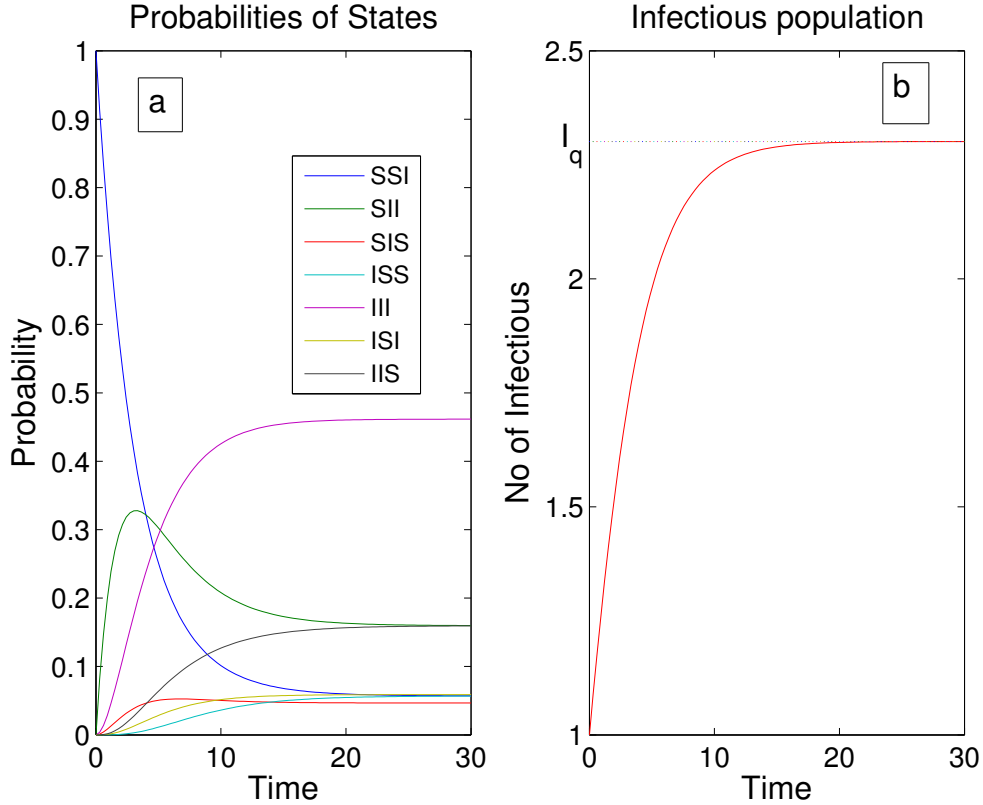 Probabilities of States
1
0.9
0.8
0.7
0.6
0.5
0.4
0.3
0.2
0.1
0
0
10
20
30
Probability
Time
a
SSI
SII
SIS
ISS
III
ISI
IIS
Infectious population
2.5
I q
2
1.5
1
0
10
20
30
No of Infectious
Time
b